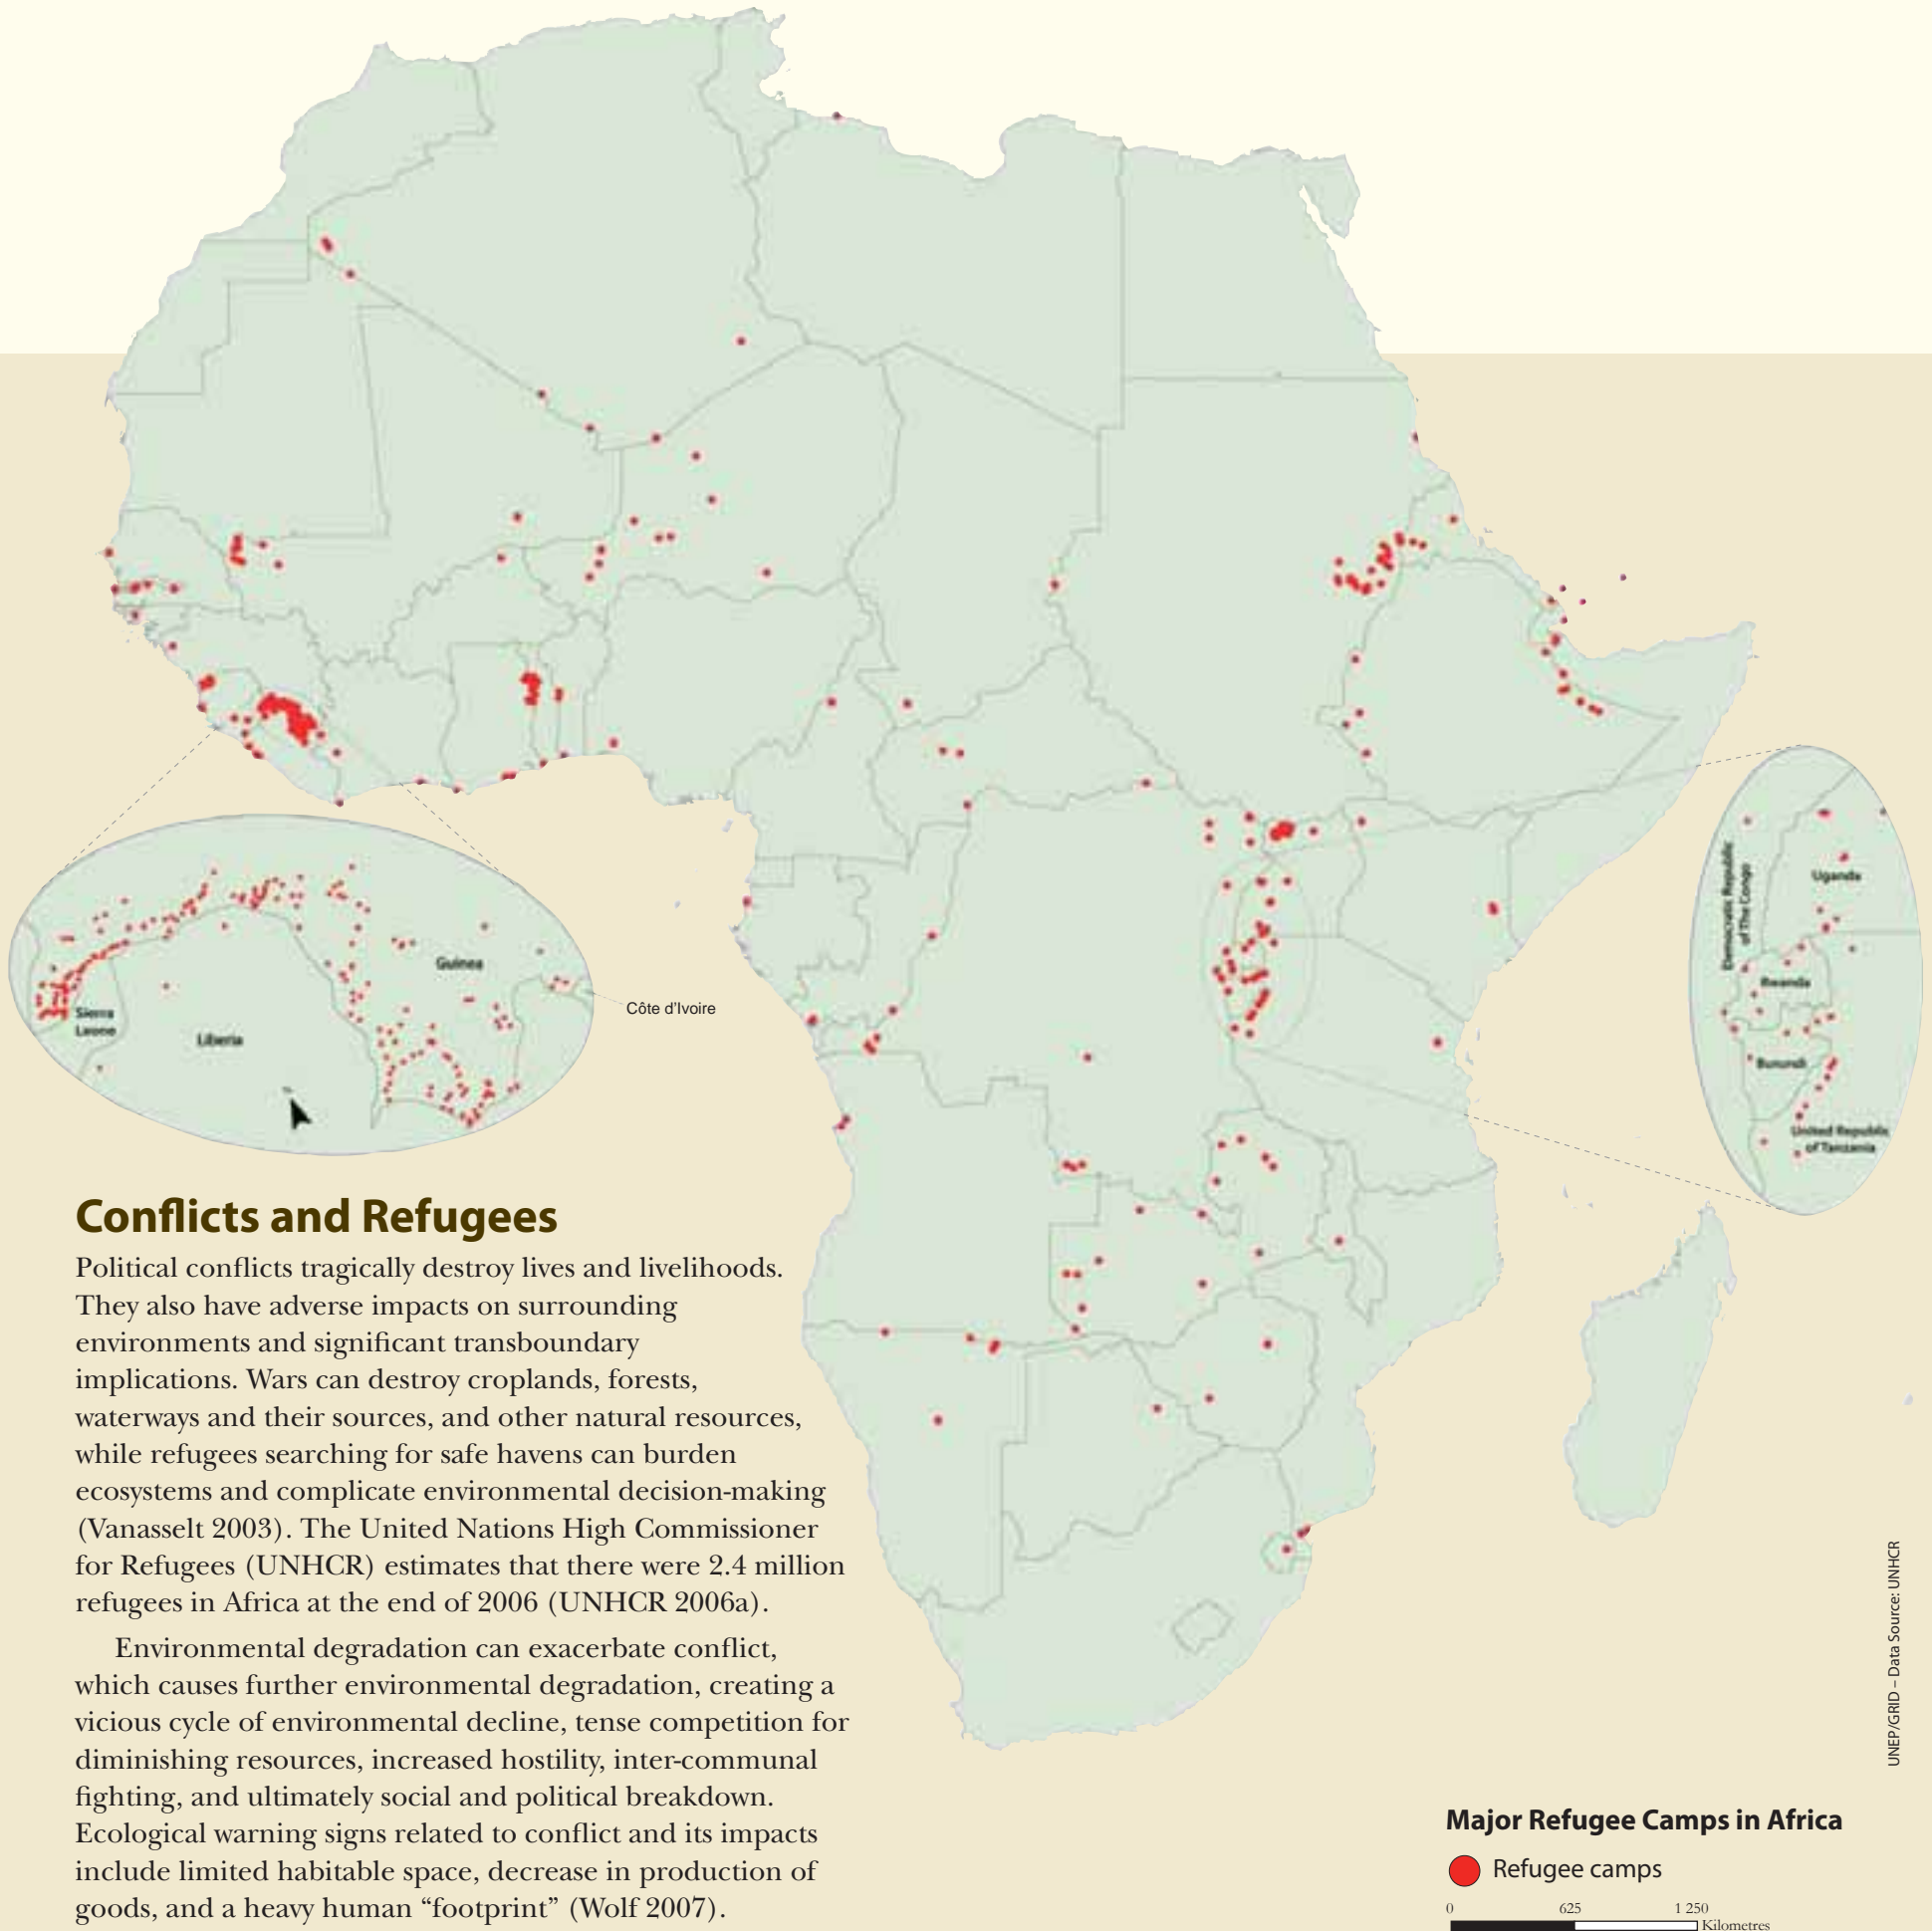 Democratic Republic
of The Congo
Uganda
Rwanda
Burundi
United Republic
of Tanzania
Guinea
Sierra
Leone
Liberia
Côte d'Ivoire
Conflicts and Refugees
Political conflicts tragically destroy lives and livelihoods.
They also have adverse impacts on surrounding
environments and significant transboundary
implications. Wars can destroy croplands, forests,
waterways and their sources, and other natural resources,
while refugees searching for safe havens can burden
ecosystems and complicate environmental decision-making
(Vanasselt 2003). The United Nations High Commissioner
for Refugees (UNHCR) estimates that there were 2.4 million
refugees in Africa at the end of 2006 (UNHCR 2006a).
Environmental degradation can exacerbate conflict,
which causes further environmental degradation, creating a
vicious cycle of environmental decline, tense competition for
diminishing resources, increased hostility, inter-communal
fighting, and ultimately social and political breakdown.
Ecological warning signs related to conflict and its impacts
include limited habitable space, decrease in production of
goods, and a heavy human “footprint” (Wolf 2007).
UNEP/GRID – Data Source: UNHCR
Major Refugee Camps in Africa
Refugee camps
0 625 1 250
Kilometres